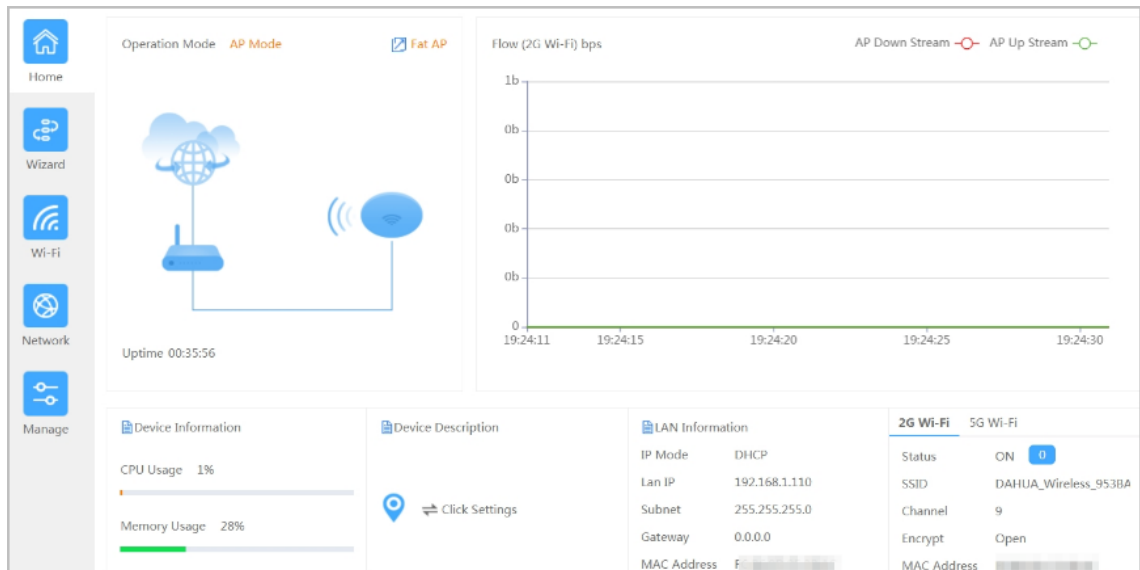 Home
Wizard
Wi-Fi
Network
Manage
Operation Mode AP Mode Fat AP
Uptime 00:35:56
Flow (2G Wi-Fi) bps AP Down Stream AP Up Stream
1b
0b
0b
0b
0b
0
19:24:11 19:24:15 19:24:20 19:24:25 19:24:30
Device Information
CPU Usage 1%
Memory Usage 28%
Device Description
Click Settings
LAN Information
IP Mode DHCP
Lan IP 192.168.1.110
Subnet 255.255.255.0
Gateway 0.0.0.0
MAC Address
2G Wi-Fi 5G Wi-Fi
Status ON 0
SSID DAHUA_Wireless_953BA
Channel 9
Encrypt Open
MAC Address